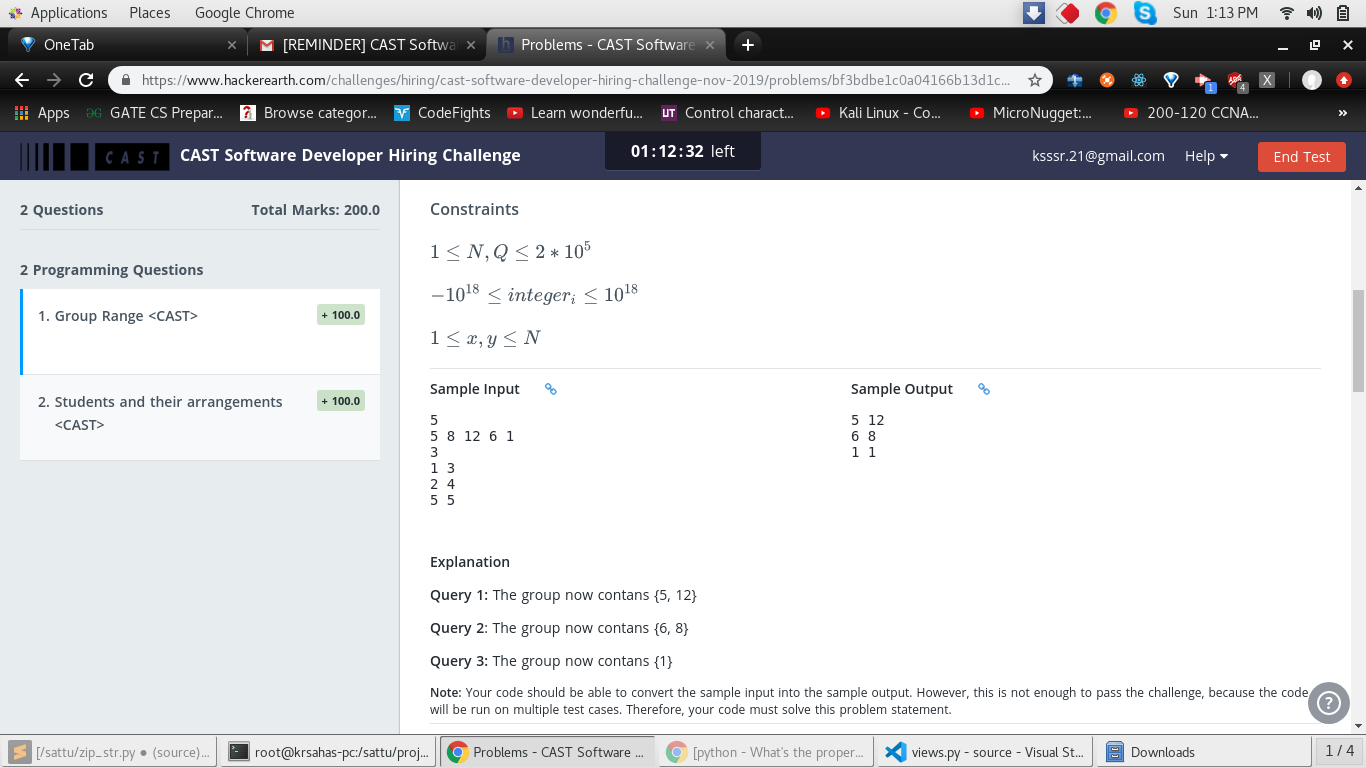 Applications Places Google Chrome Sun 1:13 PM
OneTab × [REMINDER] CAST Softwa × Problems - CAST Software × +
https://www.hackerearth.com/challenges/hiring/cast-software-developer-hiring-challenge-nov-2019/problems/bf3bdbe1c0a04166b13d1c... 1 ABP 4 X
Apps GATE CS Prepar... Browse categor... CodeFights Learn wonderfu... UT Control charact... Kali Linux - Co... MicroNugget:... 200-120 CCNA... »
CAST CAST Software Developer Hiring Challenge 01:12:32 left ksssr.21@gmail.com Help End Test
2 Questions Total Marks: 200.0
2 Programming Questions
1. Group Range <CAST> + 100.0
2. Students and their arrangements + 100.0
<CAST>
Constraints
1 ≤ N, Q ≤ 2 * 10^5
−10^18 ≤ integer_i ≤ 10^18
1 ≤ x, y ≤ N
Sample Input
5
5 8 12 6 1
3
1 3
2 4
5 5
Sample Output
5 12
6 8
1 1
Explanation
Query 1: The group now contans {5, 12}
Query 2: The group now contans {6, 8}
Query 3: The group now contans {1}
Note: Your code should be able to convert the sample input into the sample output. However, this is not enough to pass the challenge, because the code
will be run on multiple test cases. Therefore, your code must solve this problem statement.
?
[/sattu/zip_str.py • (source)... root@krsahas-pc:/sattu/proj... Problems - CAST Software ... [python - What's the proper... views.py - source - Visual St... Downloads 1 / 4